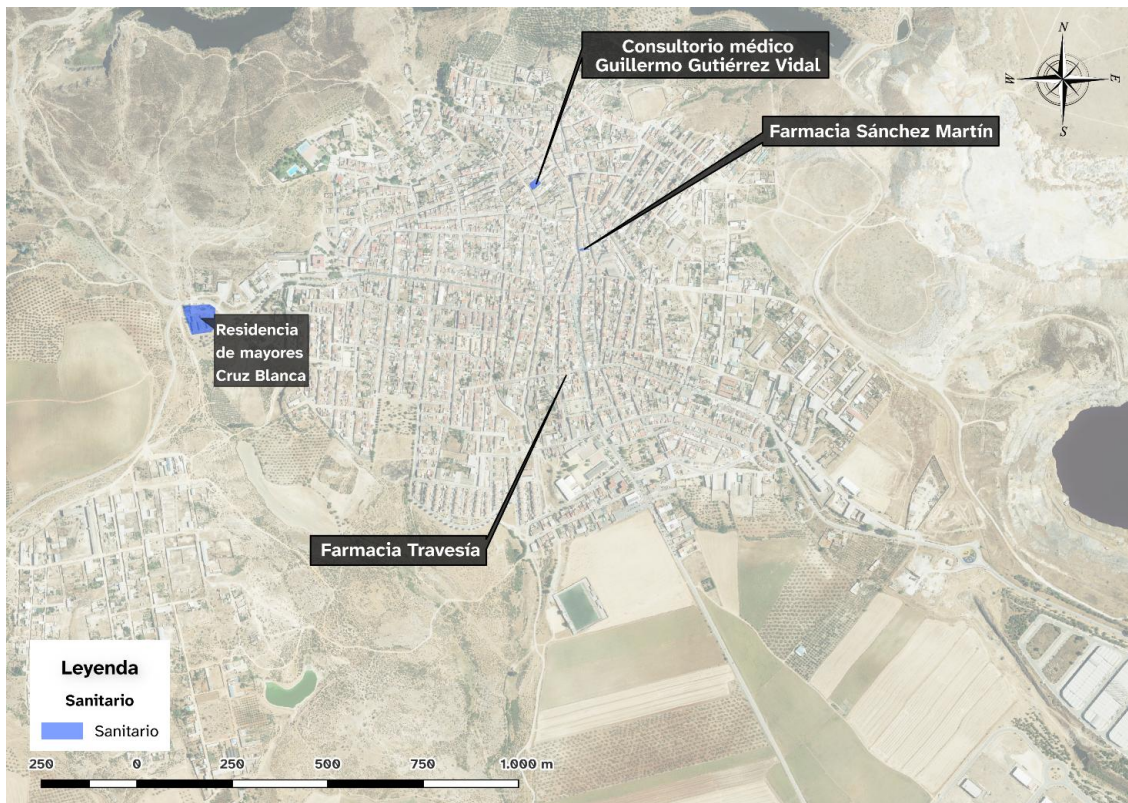 Consultorio médico
Guillermo Gutiérrez Vidal
N
W
E
S
Farmacia Sánchez Martín
Residencia
de mayores
Cruz Blanca
Farmacia Travesía
Leyenda
Sanitario
Sanitario
250 0 250 500 750 1.000 m